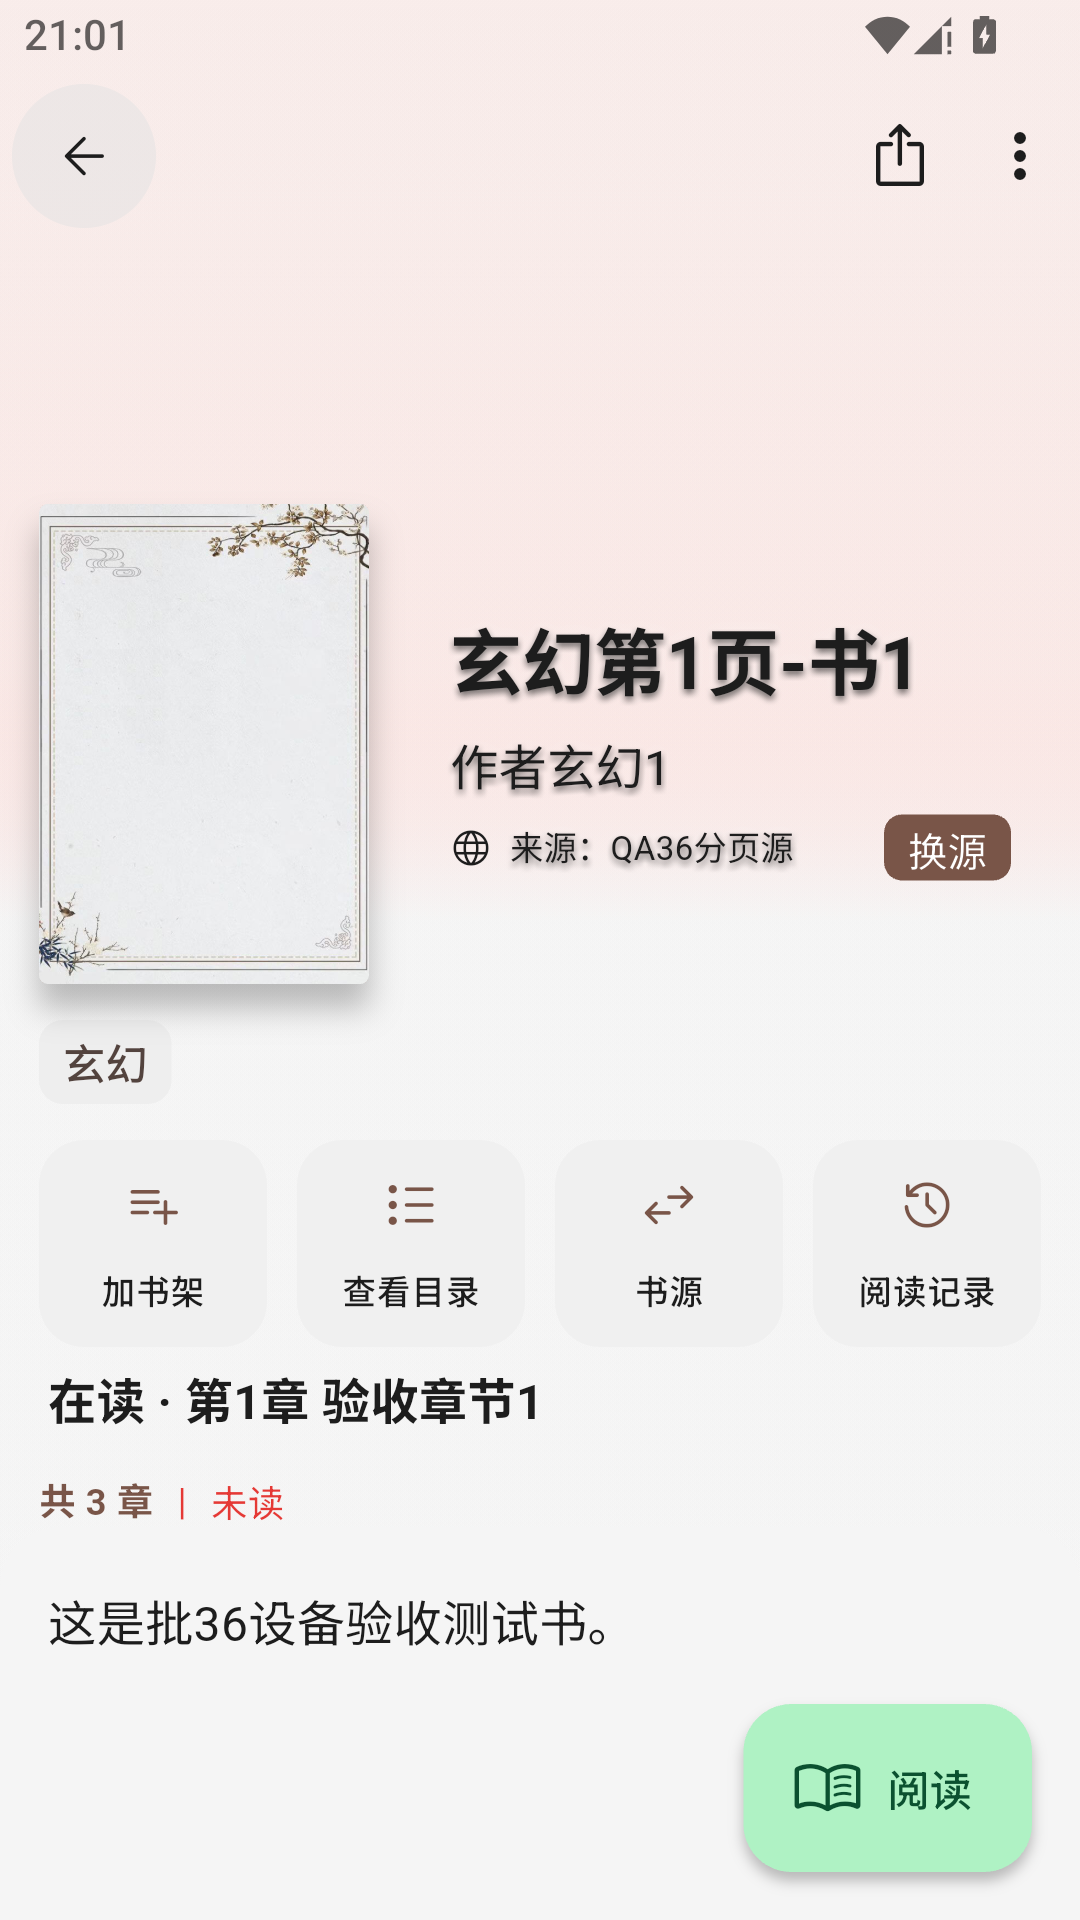 21:01
玄幻第1页-书1
作者玄幻1
来源：QA36分页源
换源
玄幻
加书架
查看目录
书源
阅读记录
在读 · 第1章 验收章节1
共 3 章 | 未读
这是批36设备验收测试书。
阅读